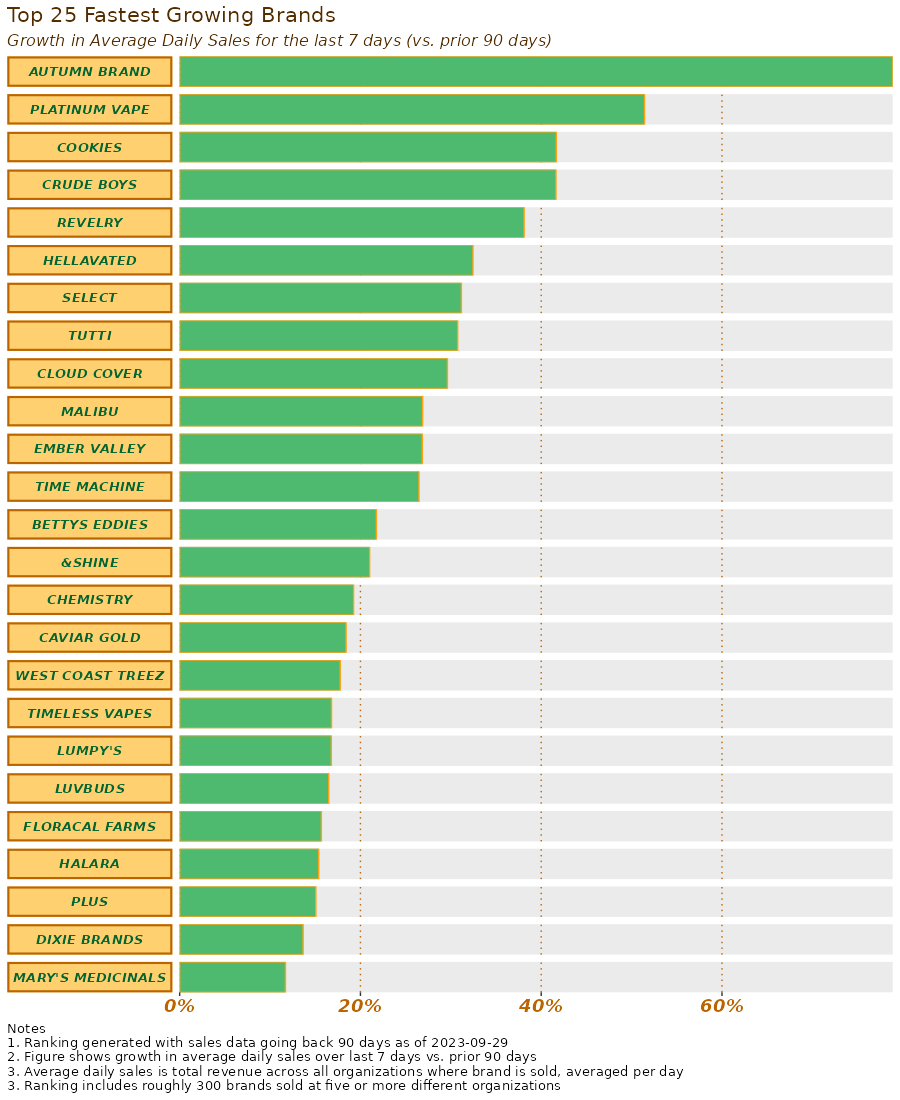 Top 25 Fastest Growing Brands
Growth in Average Daily Sales for the last 7 days (vs. prior 90 days)
AUTUMN BRAND
PLATINUM VAPE
COOKIES
CRUDE BOYS
REVELRY
HELLAVATED
SELECT
TUTTI
CLOUD COVER
MALIBU
EMBER VALLEY
TIME MACHINE
BETTYS EDDIES
&SHINE
CHEMISTRY
CAVIAR GOLD
WEST COAST TREEZ
TIMELESS VAPES
LUMPY'S
LUVBUDS
FLORACAL FARMS
HALARA
PLUS
DIXIE BRANDS
MARY'S MEDICINALS
0% 20% 40% 60%
Notes
1. Ranking generated with sales data going back 90 days as of 2023-09-29
2. Figure shows growth in average daily sales over last 7 days vs. prior 90 days
3. Average daily sales is total revenue across all organizations where brand is sold, averaged per day
3. Ranking includes roughly 300 brands sold at five or more different organizations